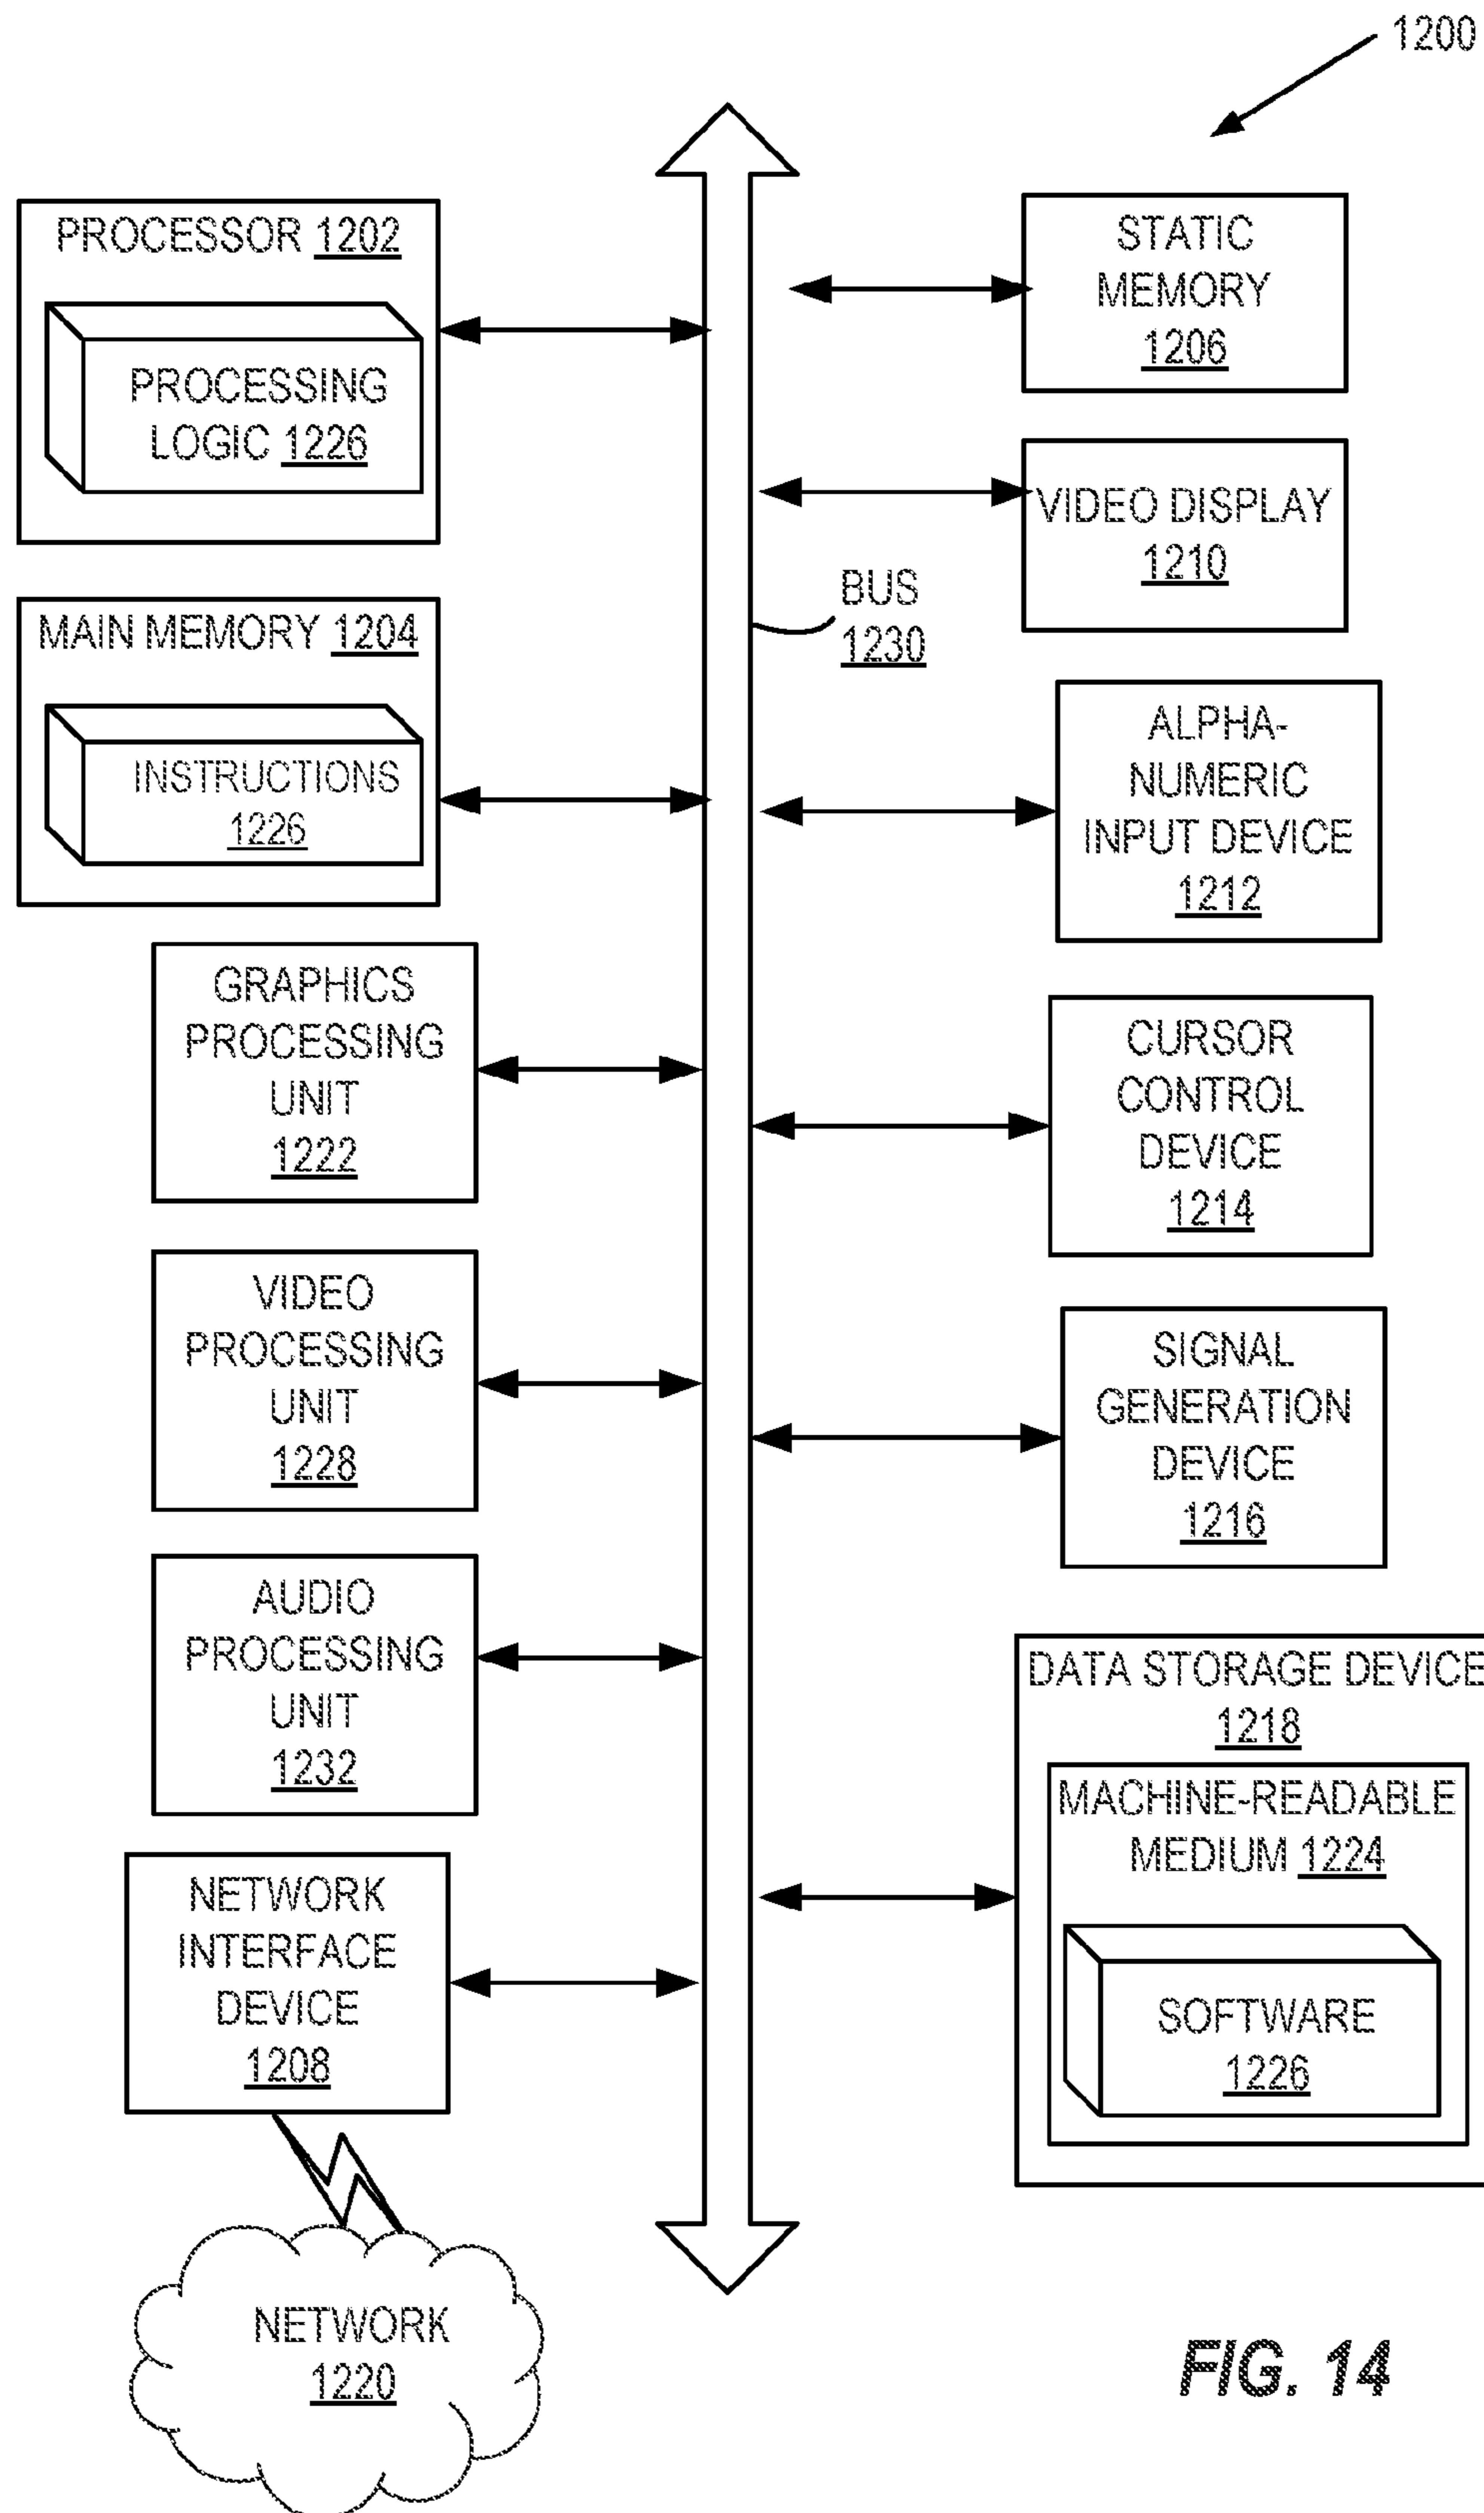 1200
PROCESSOR 1202
PROCESSING
LOGIC 1226
MAIN MEMORY 1204
INSTRUCTIONS
1226
GRAPHICS
PROCESSING
UNIT
1222
VIDEO
PROCESSING
UNIT
1228
AUDIO
PROCESSING
UNIT
1232
NETWORK
INTERFACE
DEVICE
1208
NETWORK
1220
BUS
1230
STATIC
MEMORY
1206
VIDEO DISPLAY
1210
ALPHA-
NUMERIC
INPUT DEVICE
1212
CURSOR
CONTROL
DEVICE
1214
SIGNAL
GENERATION
DEVICE
1216
DATA STORAGE DEVICE
1218
MACHINE-READABLE
MEDIUM 1224
SOFTWARE
1226
FIG. 14